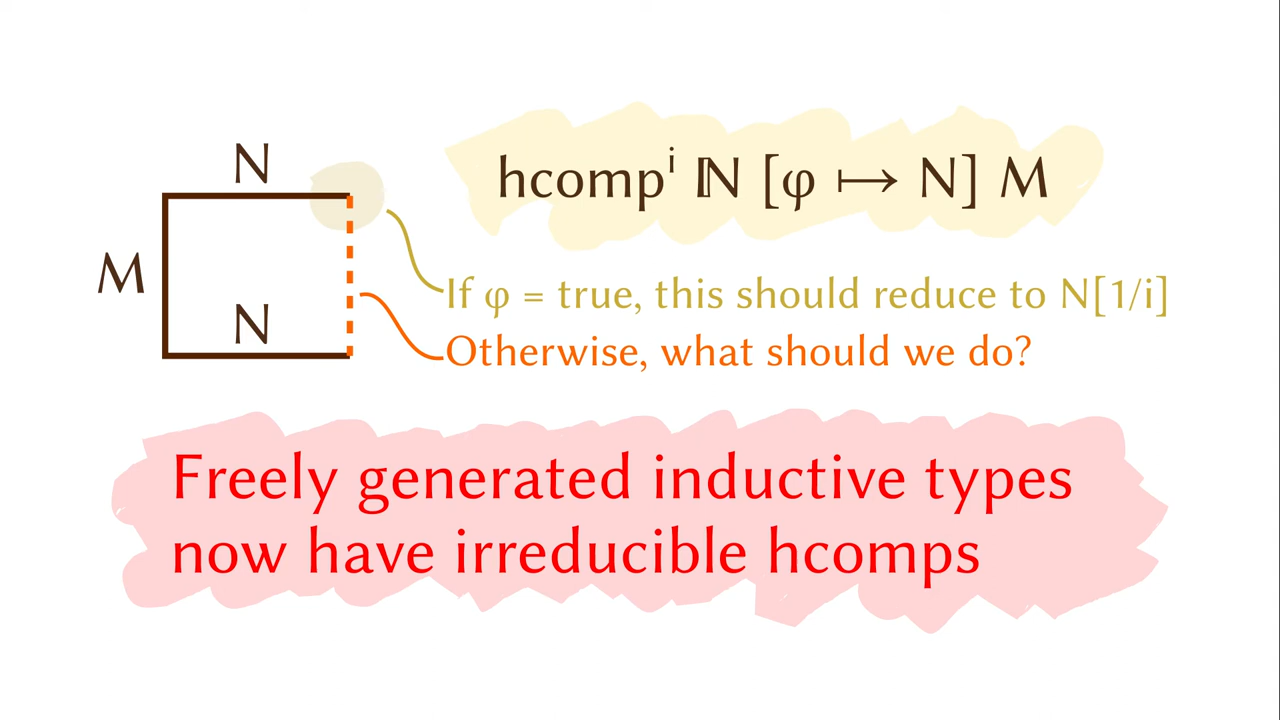 N
M
N
hcompⁱ ℕ [φ ↦ N] M
If φ = true, this should reduce to N[1/i]
Otherwise, what should we do?
Freely generated inductive types
now have irreducible hcomps